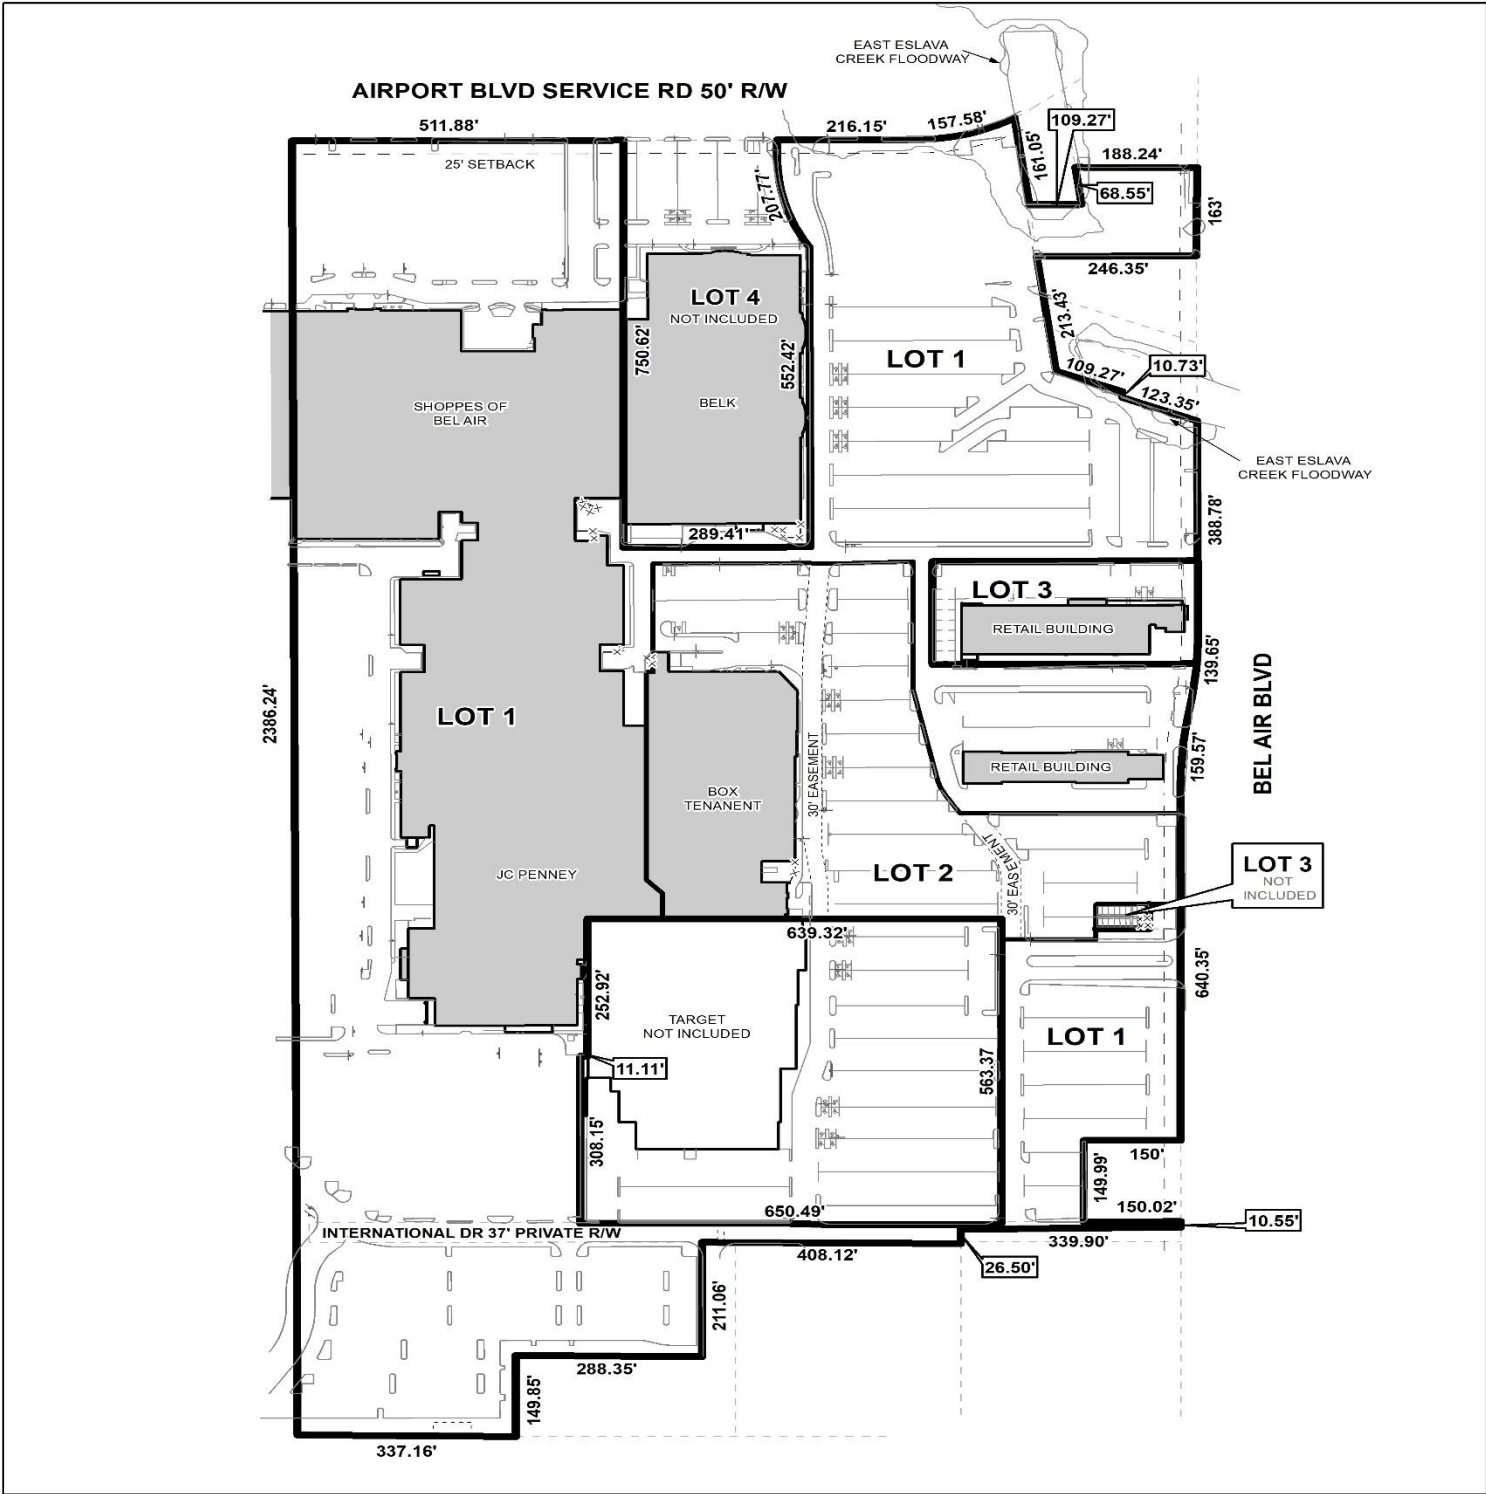 EAST ESLAVA
CREEK FLOODWAY
AIRPORT BLVD SERVICE RD 50' R/W
511.88'
216.15'
157.58'
109.27'
161.05'
188.24'
68.55'
163'
25' SETBACK
207.77'
246.35'
LOT 4
NOT INCLUDED
750.62'
552.42'
BELK
LOT 1
213.43'
109.27'
10.73'
123.35'
SHOPPES OF
BEL AIR
EAST ESLAVA
CREEK FLOODWAY
388.78'
289.41'
LOT 3
RETAIL BUILDING
139.65'
BEL AIR BLVD
2386.24'
LOT 1
159.57'
30' EASEMENT
RETAIL BUILDING
BOX
TENANENT
JC PENNEY
LOT 2
30' EASEMENT
LOT 3
NOT
INCLUDED
639.32'
252.92'
640.35'
TARGET
NOT INCLUDED
LOT 1
11.11'
563.37
308.15'
150'
149.99'
650.49'
150.02'
10.55'
INTERNATIONAL DR 37' PRIVATE R/W
408.12'
339.90'
26.50'
211.06'
288.35'
149.85'
337.16'